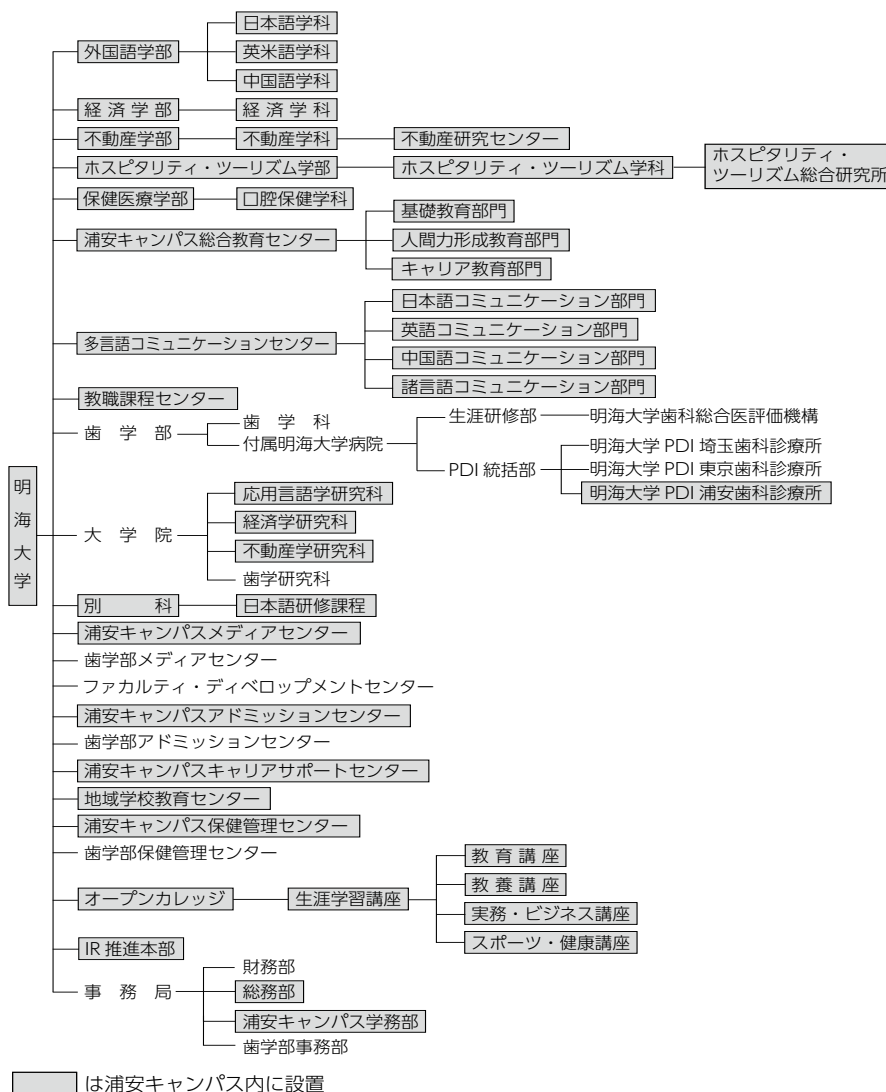 日本語学科
外国語学部 英米語学科
中国語学科
経済学部 経済学科
不動産学部 不動産学科 不動産研究センター
ホスピタリティ・ツーリズム学部 ホスピタリティ・ツーリズム学科 ホスピタリティ・
ツーリズム総合研究所
保健医療学部 口腔保健学科
基礎教育部門
浦安キャンパス総合教育センター 人間力形成教育部門
キャリア教育部門
日本語コミュニケーション部門
英語コミュニケーション部門
多言語コミュニケーションセンター
中国語コミュニケーション部門
諸言語コミュニケーション部門
教職課程センター
歯学部 歯学科
付属明海大学病院
生涯研修部 明海大学歯科総合医評価機構
PDI 統括部
明海大学 PDI 埼玉歯科診療所
明海大学 PDI 東京歯科診療所
明海大学 PDI 浦安歯科診療所
明海大学
応用言語学研究科
経済学研究科
大学院
不動産学研究科
歯学研究科
別科 日本語研修課程
浦安キャンパスメディアセンター
歯学部メディアセンター
ファカルティ・ディベロップメントセンター
浦安キャンパスアドミッションセンター
歯学部アドミッションセンター
浦安キャンパスキャリアサポートセンター
地域学校教育センター
浦安キャンパス保健管理センター
歯学部保健管理センター
オープンカレッジ 生涯学習講座
教育講座
教養講座
実務・ビジネス講座
スポーツ・健康講座
IR 推進本部
財務部
事務局 総務部
浦安キャンパス学務部
歯学部事務部
は浦安キャンパス内に設置